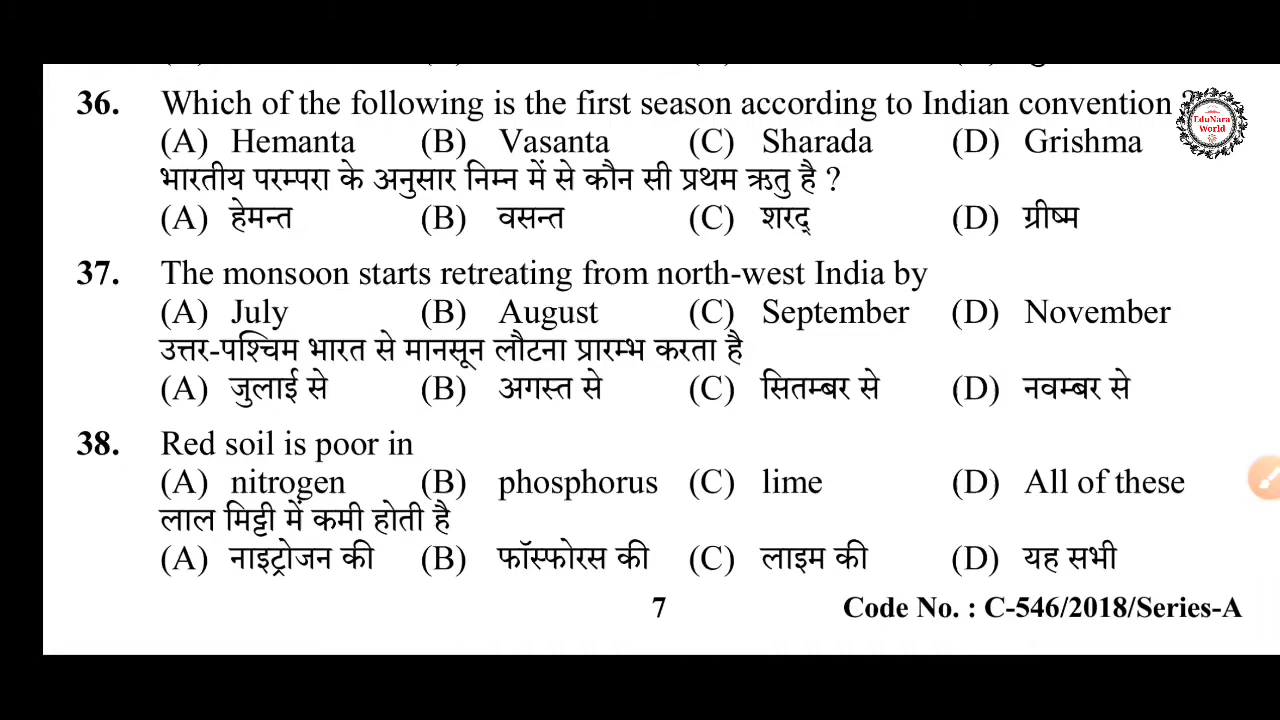 36. Which of the following is the first season according to Indian convention ?
(A) Hemanta (B) Vasanta (C) Sharada (D) Grishma
भारतीय परम्परा के अनुसार निम्न में से कौन सी प्रथम ऋतु है ?
(A) हेमन्त (B) वसन्त (C) शरद् (D) ग्रीष्म
37. The monsoon starts retreating from north-west India by
(A) July (B) August (C) September (D) November
उत्तर-पश्चिम भारत से मानसून लौटना प्रारम्भ करता है
(A) जुलाई से (B) अगस्त से (C) सितम्बर से (D) नवम्बर से
38. Red soil is poor in
(A) nitrogen (B) phosphorus (C) lime (D) All of these
लाल मिट्टी में कमी होती है
(A) नाइट्रोजन की (B) फॉस्फोरस की (C) लाइम की (D) यह सभी
7 Code No. : C-546/2018/Series-A
EduNara
World